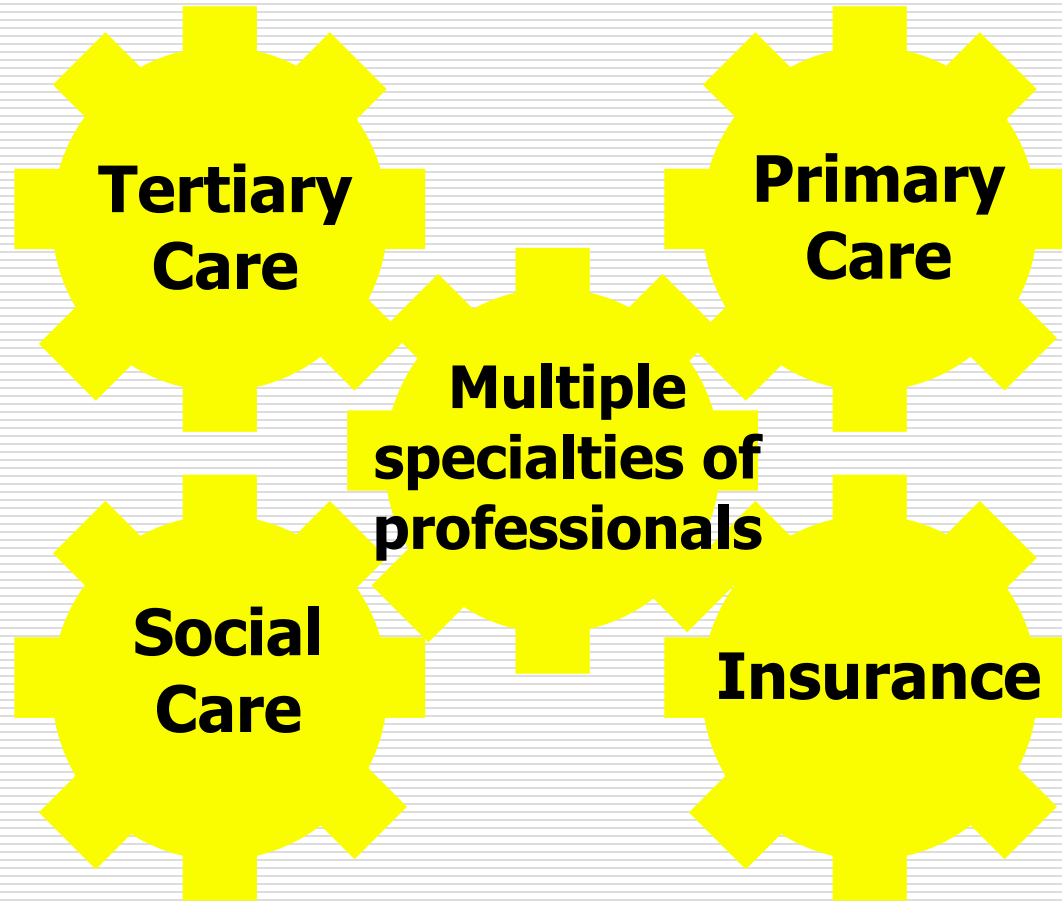 Tertiary
Care
Primary
Care
Multiple
specialties of
professionals
Social
Care
Insurance